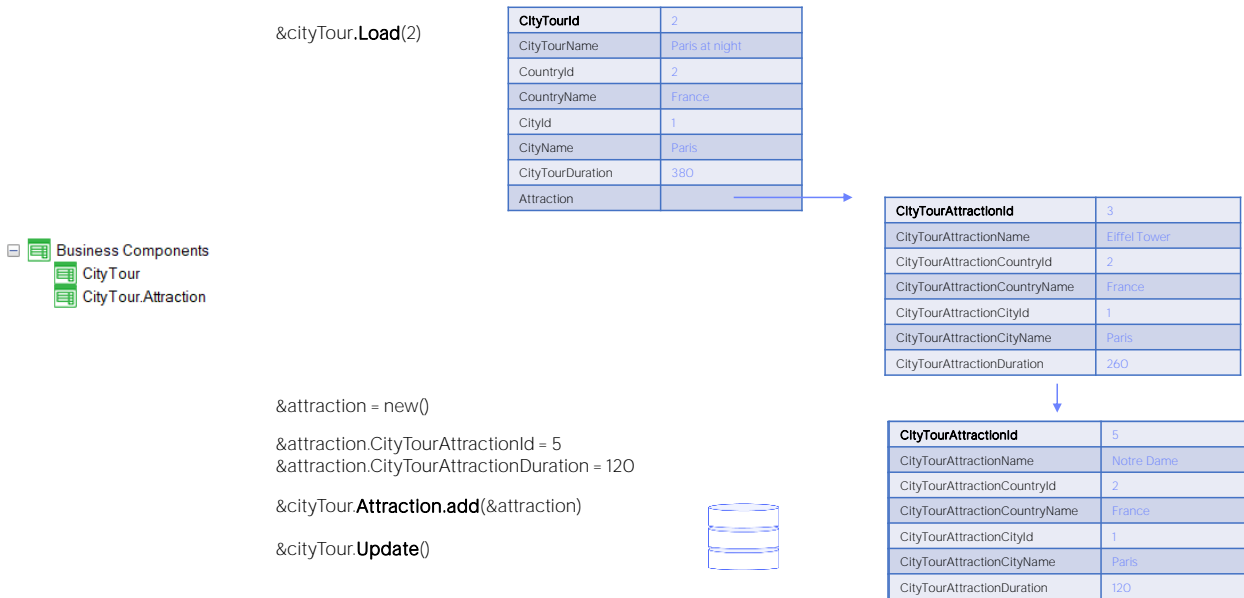 &cityTour.Load(2)
CityTourId 2
CityTourName Paris at night
CountryId 2
CountryName France
CityId 1
CityName Paris
CityTourDuration 380
Attraction
CityTourAttractionId 3
CityTourAttractionName Eiffel Tower
CityTourAttractionCountryId 2
CityTourAttractionCountryName France
CityTourAttractionCityId 1
CityTourAttractionCityName Paris
CityTourAttractionDuration 260
Business Components
CityTour
CityTour.Attraction
&attraction = new()
&attraction.CityTourAttractionId = 5
&attraction.CityTourAttractionDuration = 120
&cityTour.Attraction.add(&attraction)
&cityTour.Update()
CityTourAttractionId 5
CityTourAttractionName Notre Dame
CityTourAttractionCountryId 2
CityTourAttractionCountryName France
CityTourAttractionCityId 1
CityTourAttractionCityName Paris
CityTourAttractionDuration 120